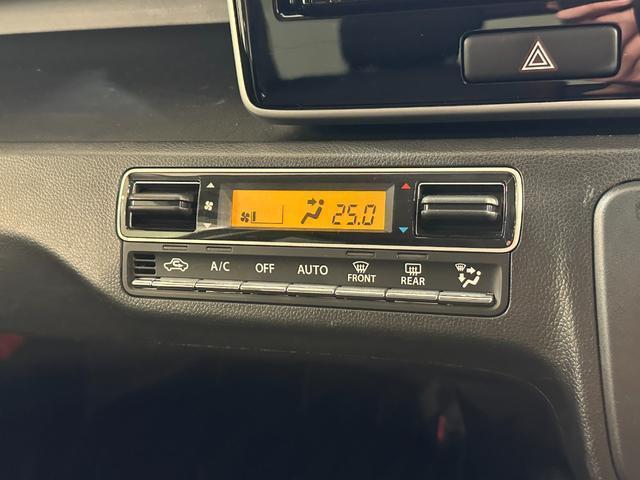 25.0
A/C OFF AUTO FRONT REAR